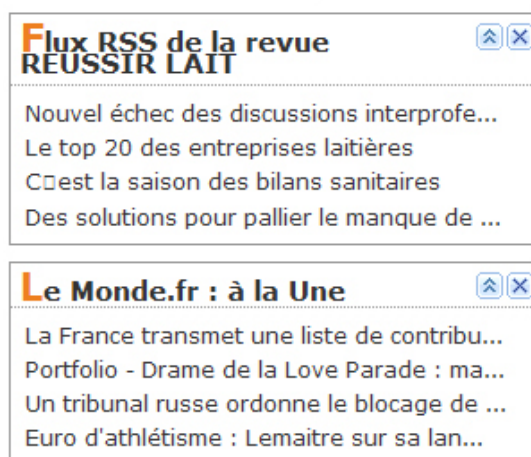 Flux RSS de la revue
REUSSIR LAIT
Nouvel échec des discussions interprofe...
Le top 20 des entreprises laitières
C□est la saison des bilans sanitaires
Des solutions pour pallier le manque de ...
Le Monde.fr : à la Une
La France transmet une liste de contribu...
Portfolio - Drame de la Love Parade : ma...
Un tribunal russe ordonne le blocage de ...
Euro d'athlétisme : Lemaitre sur sa lan...